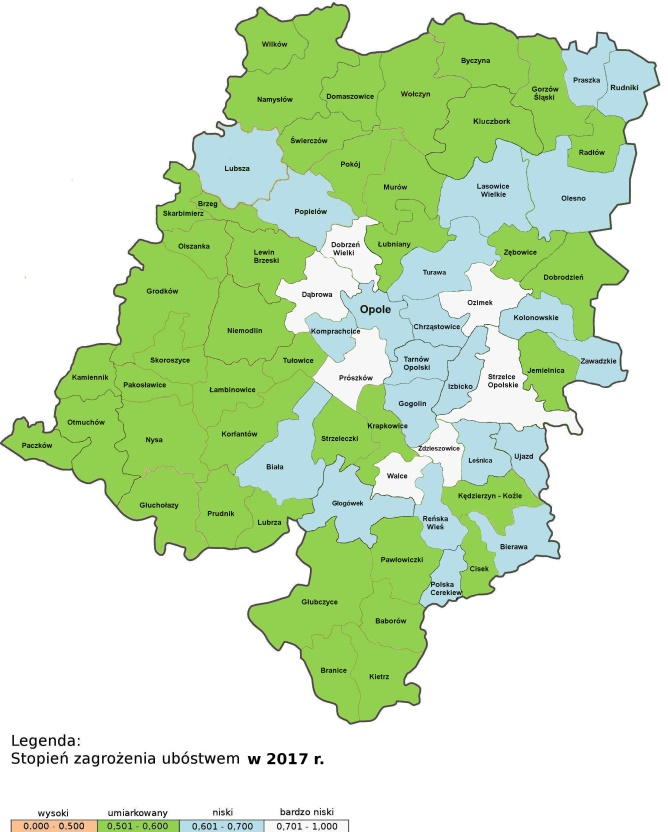 Wilków
Byczyna
Praszka
Rudniki
Gorzów
Śląski
Namysłów
Domaszowice
Wołczyn
Kluczbork
Świerczów
Radłów
Pokój
Lubsza
Murów
Lasowice
Wielkie
Olesno
Brzeg
Skarbimierz
Popielów
Olszanka
Lewin
Brzeski
Dobrzeń
Wielki
Łubniany
Zębowice
Turawa
Dobrodzień
Grodków
Dąbrowa
Ozimek
Opole
Kolonowskie
Niemodlin
Komprachcice
Chrząstowice
Skoroszyce
Tułowice
Tarnów
Opolski
Zawadzkie
Jemielnica
Kamiennik
Pakosławice
Łambinowice
Prószków
Izbicko
Strzelce
Opolskie
Gogolin
Otmuchów
Nysa
Korfantów
Strzeleczki
Krapkowice
Paczków
Zdzieszowice
Leśnica
Ujazd
Biała
Walce
Kędzierzyn - Koźle
Głuchołazy
Prudnik
Lubrza
Głogówek
Reńska
Wieś
Bierawa
Pawłowiczki
Cisek
Polska
Cerekiew
Głubczyce
Baborów
Branice
Kietrz
Legenda:
Stopień zagrożenia ubóstwem w 2017 r.
wysoki umiarkowany niski bardzo niski
0.000 - 0.500 0,501 - 0,600 0,601 - 0,700 0,701 - 1,000